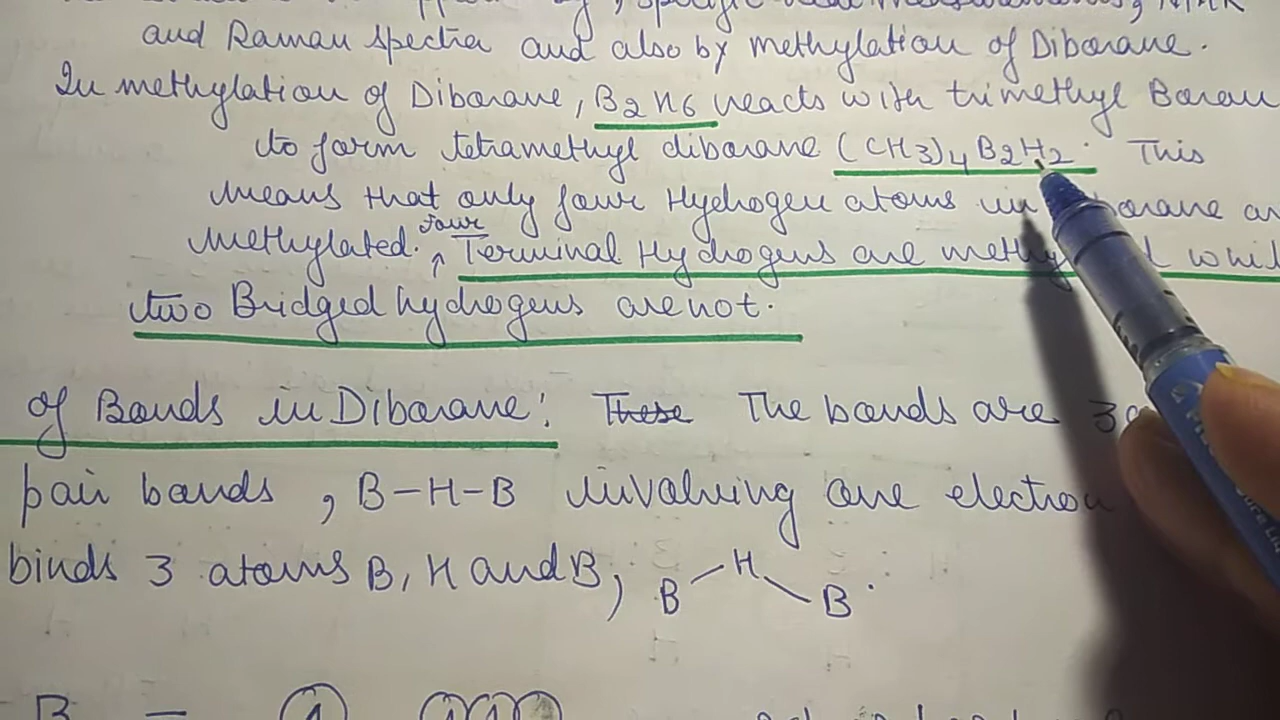 and Raman spectra and also by methylation of Diborane.
In methylation of Diborane, B2H6 reacts with trimethyl Boran
to form tetramethyl diborane (CH3)4B2H2. This
means that only four Hydrogen atoms in
methylated. four Terminal Hydrogens are
two Bridged hydrogens are not.
of Bonds in Diborane: These The bonds are 3
pair bonds, B-H-B involving one electron
binds 3 atoms B, H and B, B H B.
B =